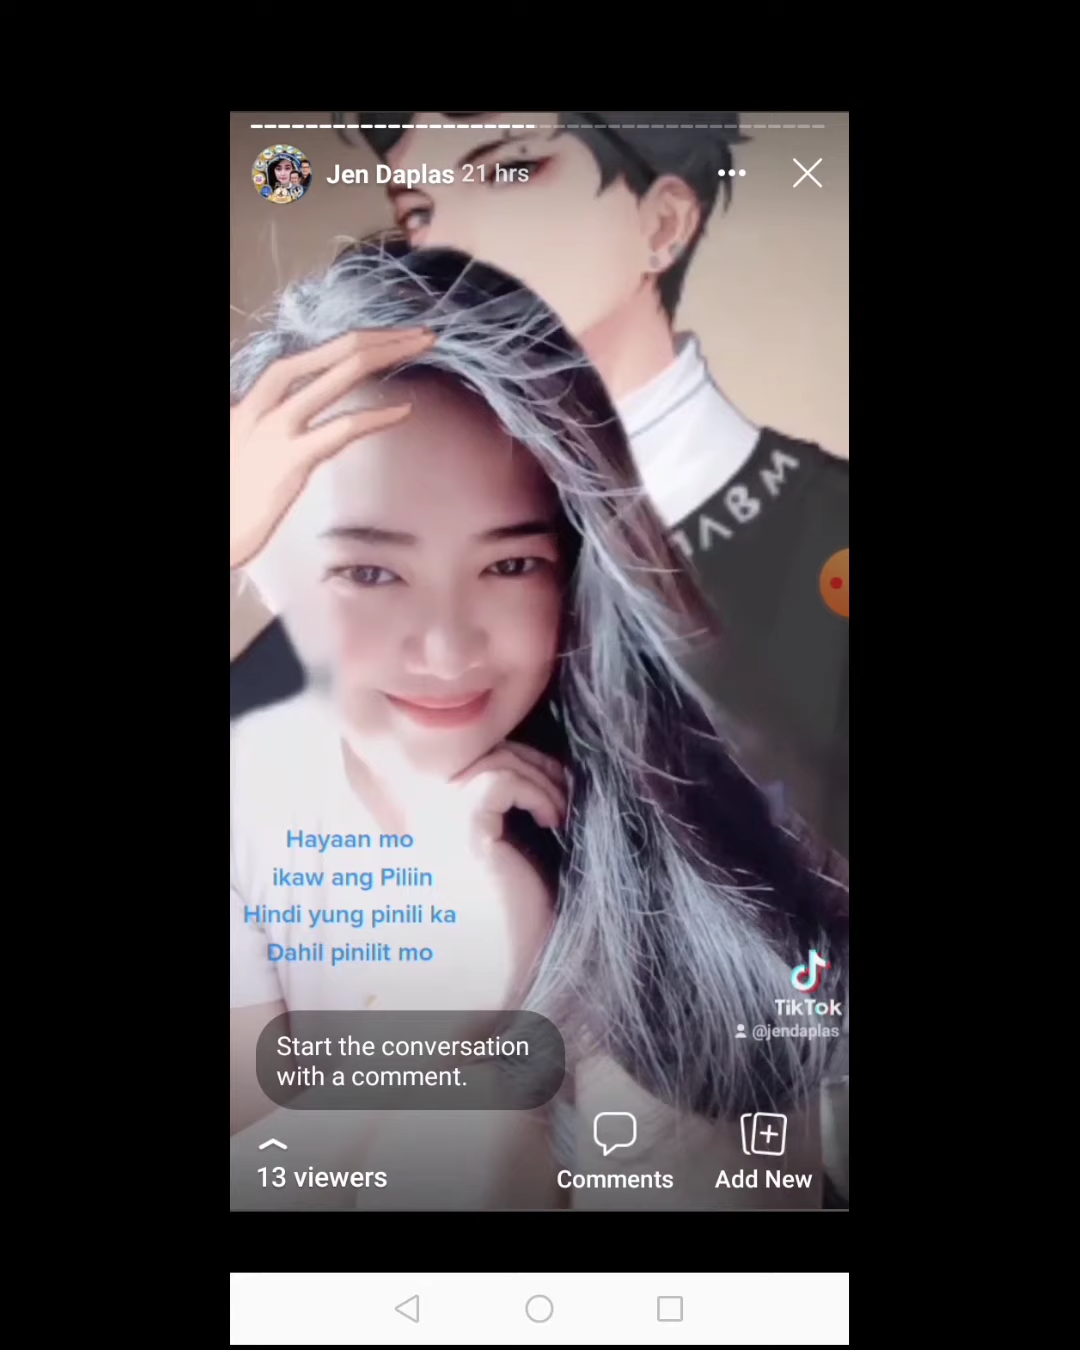 Jen Daplas 21 hrs
Hayaan mo
ikaw ang Piliin
Hindi yung pinili ka
Dahil pinilit mo
TikTok
@jendaplas
Start the conversation
with a comment.
13 viewers
Comments
Add New